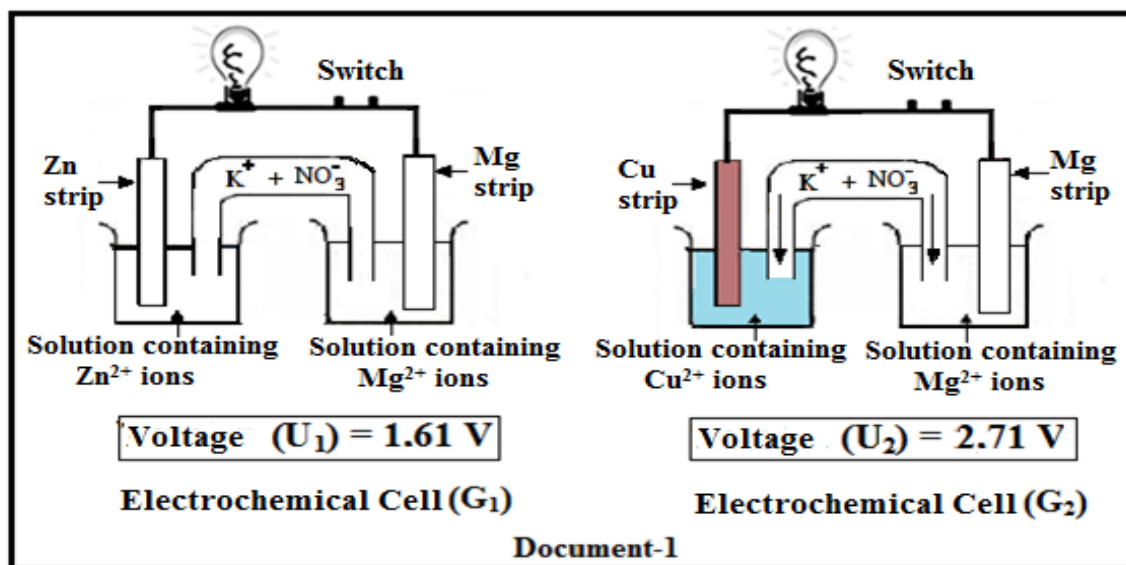 Switch
Zn
strip
K⁺ + NO₃⁻
Mg
strip
Solution containing
Zn²⁺ ions
Solution containing
Mg²⁺ ions
Voltage (U₁) = 1.61 V
Electrochemical Cell (G₁)
Switch
Cu
strip
K⁺ + NO₃⁻
Mg
strip
Solution containing
Cu²⁺ ions
Solution containing
Mg²⁺ ions
Voltage (U₂) = 2.71 V
Electrochemical Cell (G₂)
Document-1